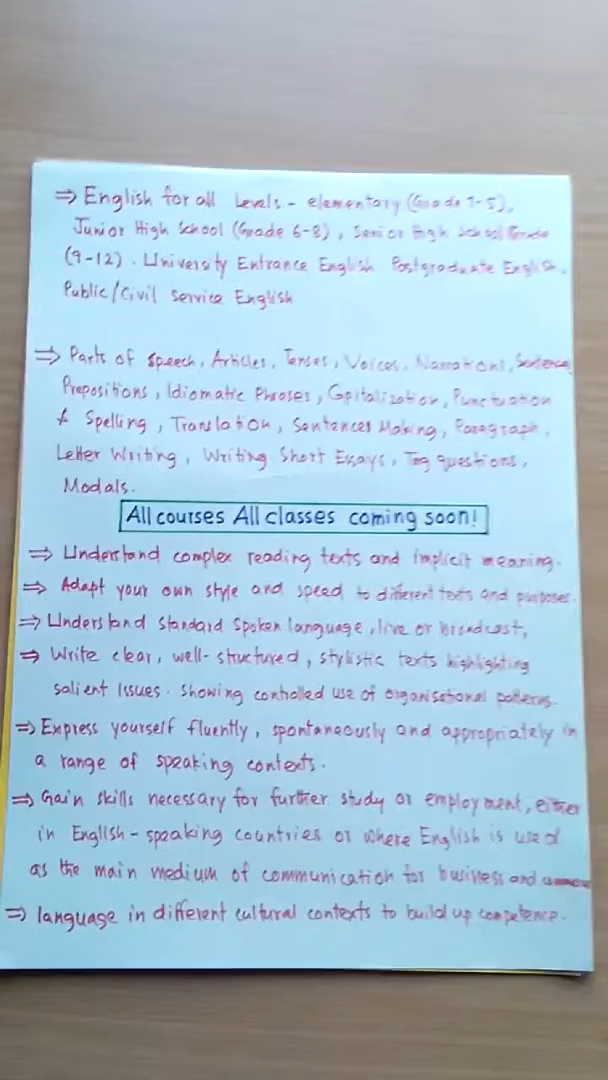 ⇒ English for all Levels - elementary (Grade 1-5),
Junior High School (Grade 6-8), Senior High School Grade
(9-12). University Entrance English Postgraduate English,
Public/Civil Service English
⇒ Parts of Speech, Articles, Tenses, Voices, Narrations, Sentence,
Prepositions, Idiomatic Phrases, Capitalization, Punctuation
& Spelling, Translation, Sentences Making, Paragraph,
Letter Writing, Writing Short Essays, Tag questions,
Modals.
All courses All classes coming soon!
⇒ Understand complex reading texts and implicit meaning.
⇒ Adapt your own style and speed to different texts and purposes.
⇒ Understand standard spoken language, live or broadcast,
⇒ Write clear, well-structured, stylistic texts highlighting
salient Issues. Showing controlled use of organisational patterns.
⇒ Express yourself fluently, spontaneously and appropriately in
a range of speaking contexts.
⇒ Gain skills necessary for further study or employment, either
in English-speaking countries or where English is used
as the main medium of communication for business and
⇒ language in different cultural contexts to build up competence.